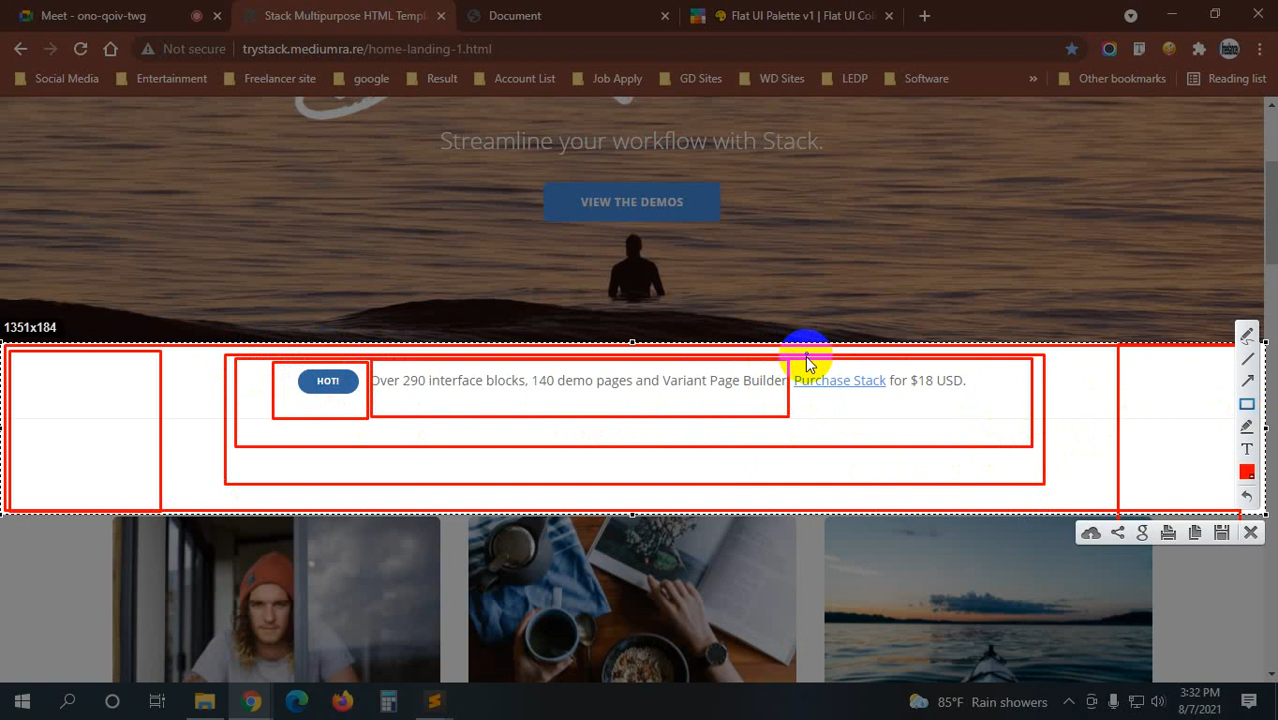 Meet - ono-qoiv-twg
Stack Multipurpose HTML Templ
Document
Flat UI Palette v1 | Flat UI Col
Not secure
trystack.mediumra.re/home-landing-1.html
Social Media
Entertainment
Freelancer site
google
Result
Account List
Job Apply
GD Sites
WD Sites
LEDP
Software
»
Other bookmarks
Reading list
Streamline your workflow with Stack.
VIEW THE DEMOS
1351x184
HOT!
Over 290 interface blocks, 140 demo pages and Variant Page Builder. Purchase Stack for $18 USD.
T
g
85°F Rain showers
3:32 PM
8/7/2021